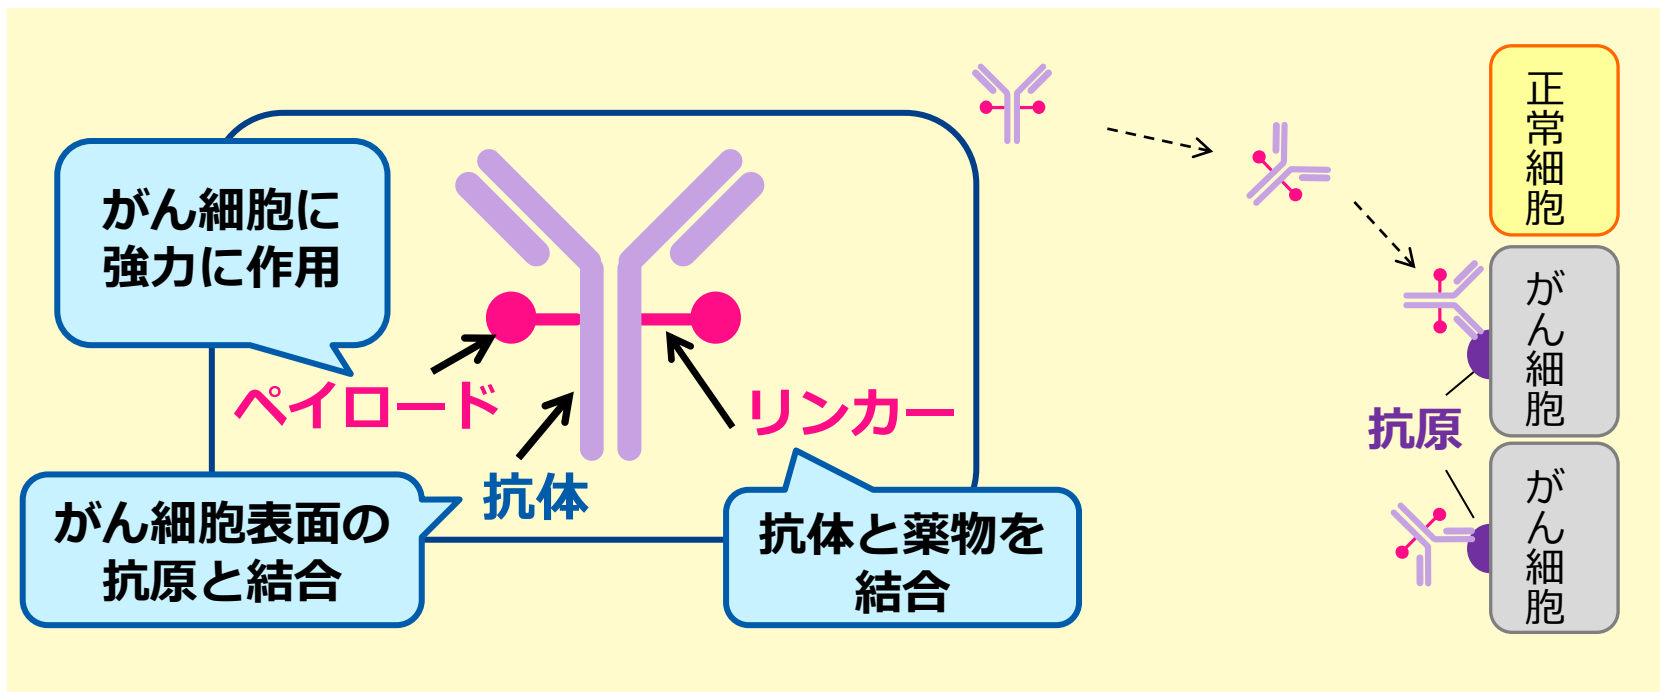 がん細胞に
強力に作用
ペイロード
リンカー
抗体
がん細胞表面の
抗原と結合
抗体と薬物を
結合
正常細胞
がん細胞
抗原
がん細胞